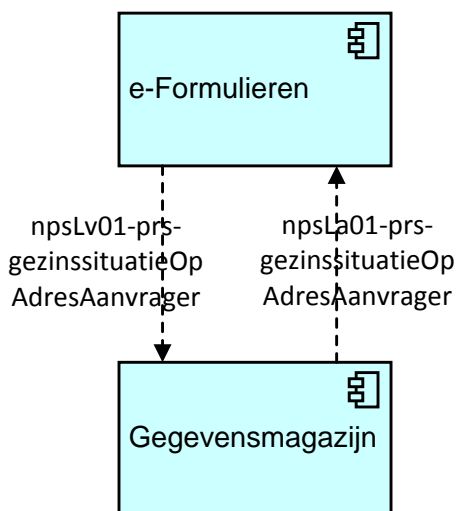 e-Formulieren
npsLv01-prs-
gezinssituatieOp
AdresAanvrager
npsLa01-prs-
gezinssituatieOp
AdresAanvrager
Gegevensmagazijn